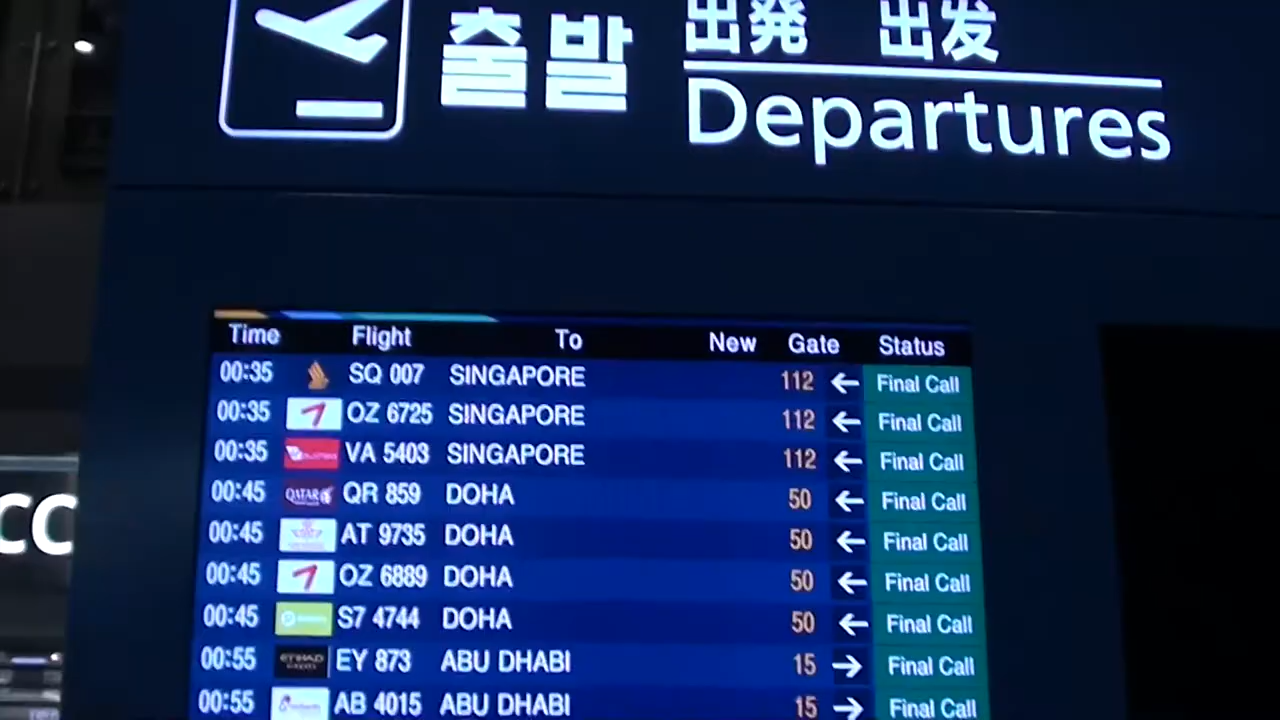 출발
出発 出发
Departures
Time Flight To New Gate Status
00:35 SQ 007 SINGAPORE 112 ← Final Call
00:35 OZ 6725 SINGAPORE 112 ← Final Call
00:35 VA 5403 SINGAPORE 112 ← Final Call
00:45 QATAR QR 859 DOHA 50 ← Final Call
00:45 AT 9735 DOHA 50 ← Final Call
00:45 OZ 6889 DOHA 50 ← Final Call
00:45 S7 4744 DOHA 50 ← Final Call
00:55 ETIHAD EY 873 ABU DHABI 15 → Final Call
00:55 AB 4015 ABU DHABI 15 → Final Call
CC